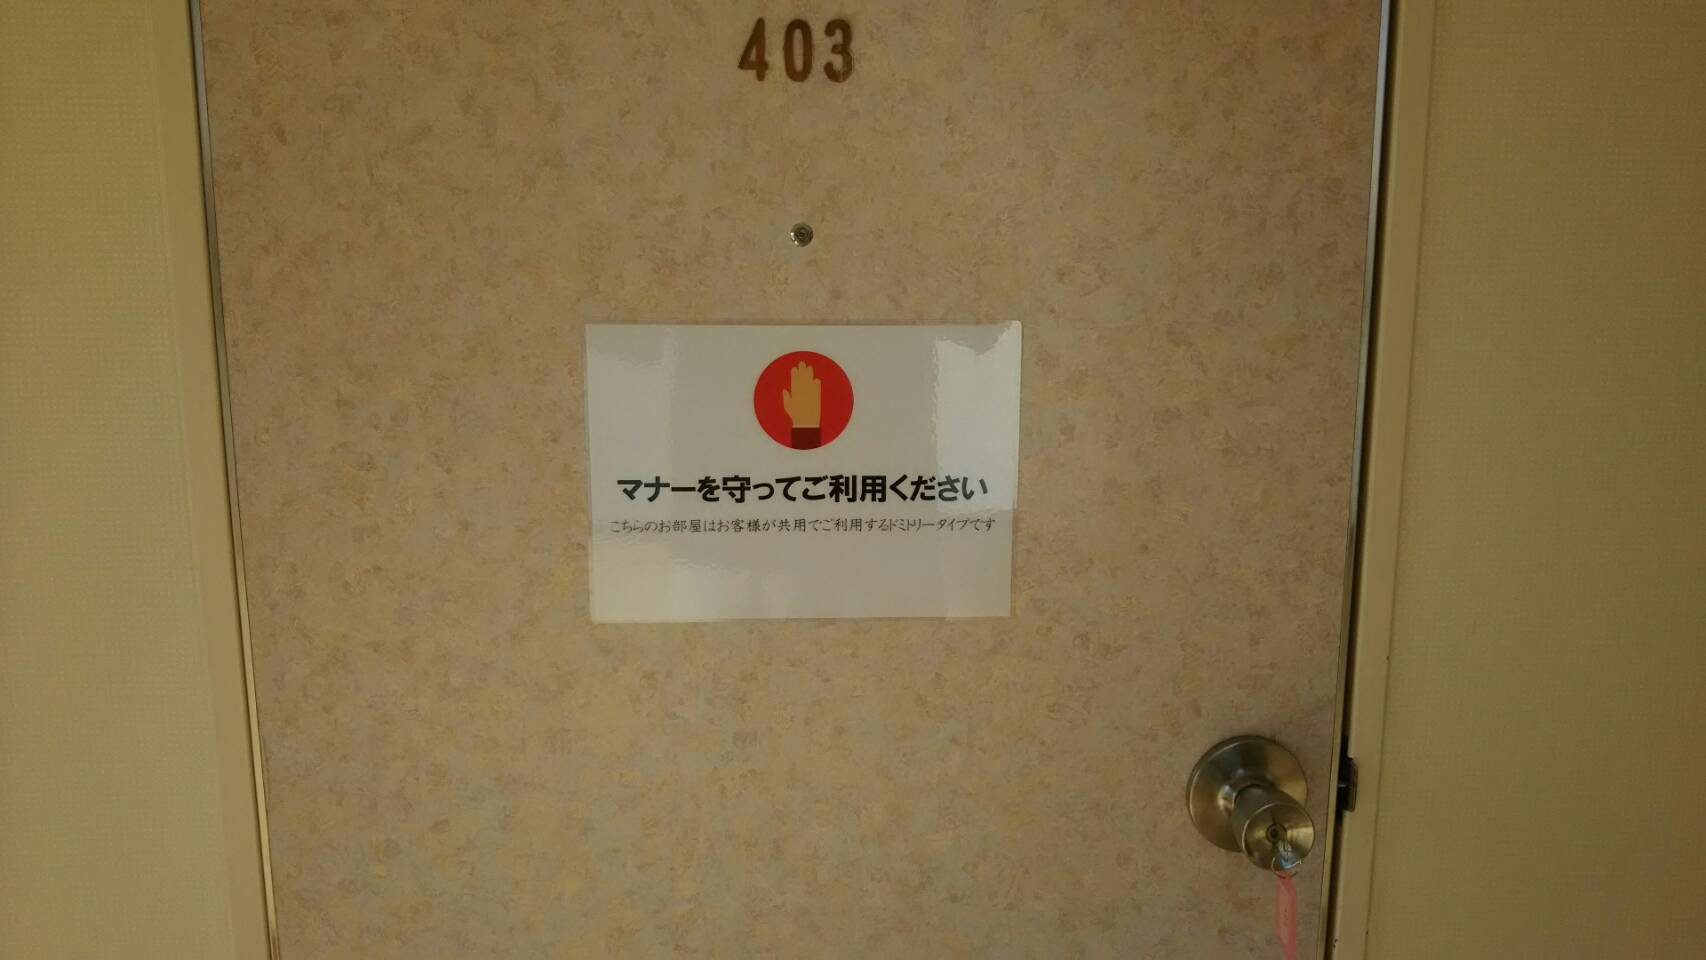 403
マナーを守ってご利用ください
こちらのお部屋はお客様が共用でご利用するドミトリータイプです